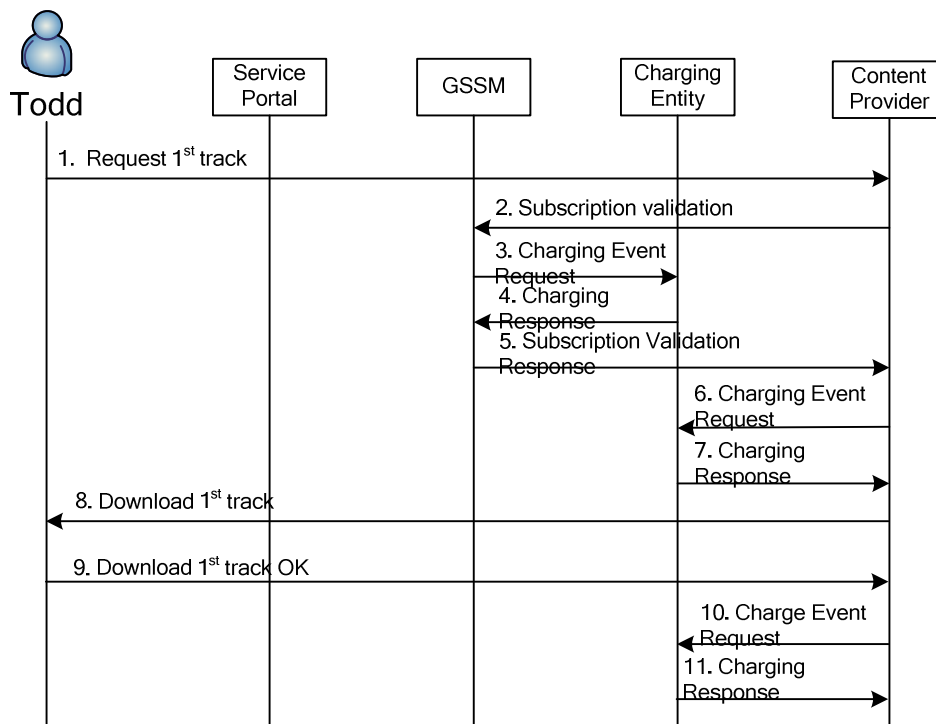 Todd
Service
Portal
GSSM
Charging
Entity
Content
Provider
1. Request 1st track
2. Subscription validation
3. Charging Event
Request
4. Charging
Response
5. Subscription Validation
Response
6. Charging Event
Request
7. Charging
Response
8. Download 1st track
9. Download 1st track OK
10. Charge Event
Request
11. Charging
Response